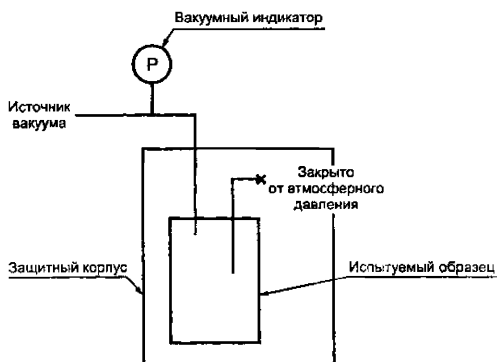 Вакуумный индикатор
P
Источник
вакуума
Закрыто
от атмосферного
давления
Защитный корпус
Испытуемый образец